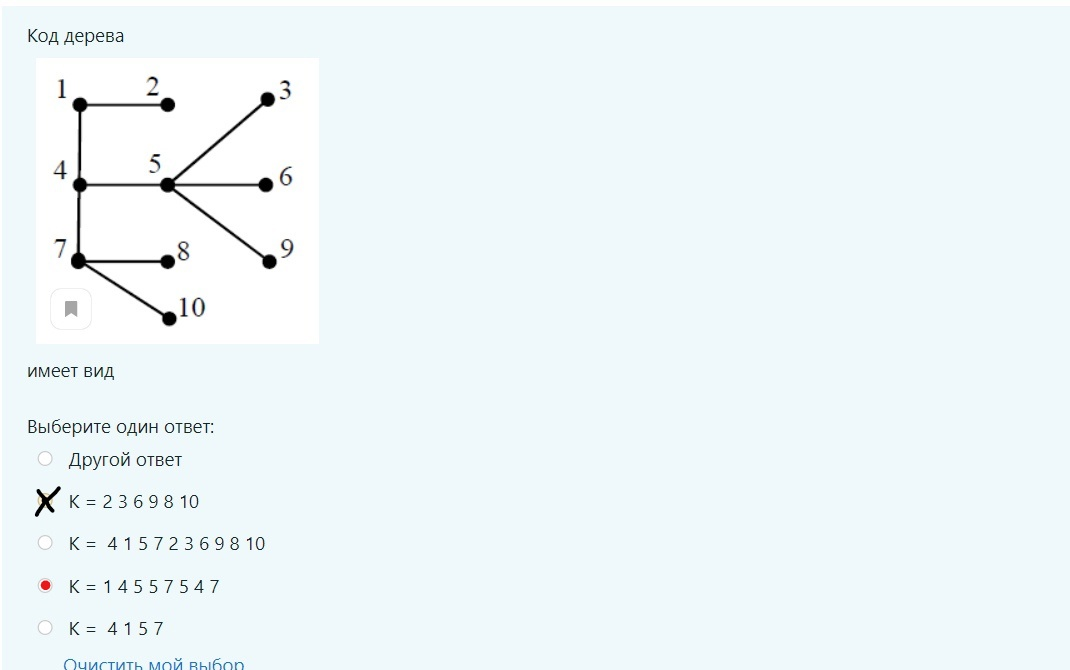 Код дерева
1 2 3
4 5 6
7 8 9
10
имеет вид
Выберите один ответ:
Другой ответ
K = 2 3 6 9 8 10
K = 4 1 5 7 2 3 6 9 8 10
K = 1 4 5 5 7 5 4 7
K = 4 1 5 7
Очистить мой выбор